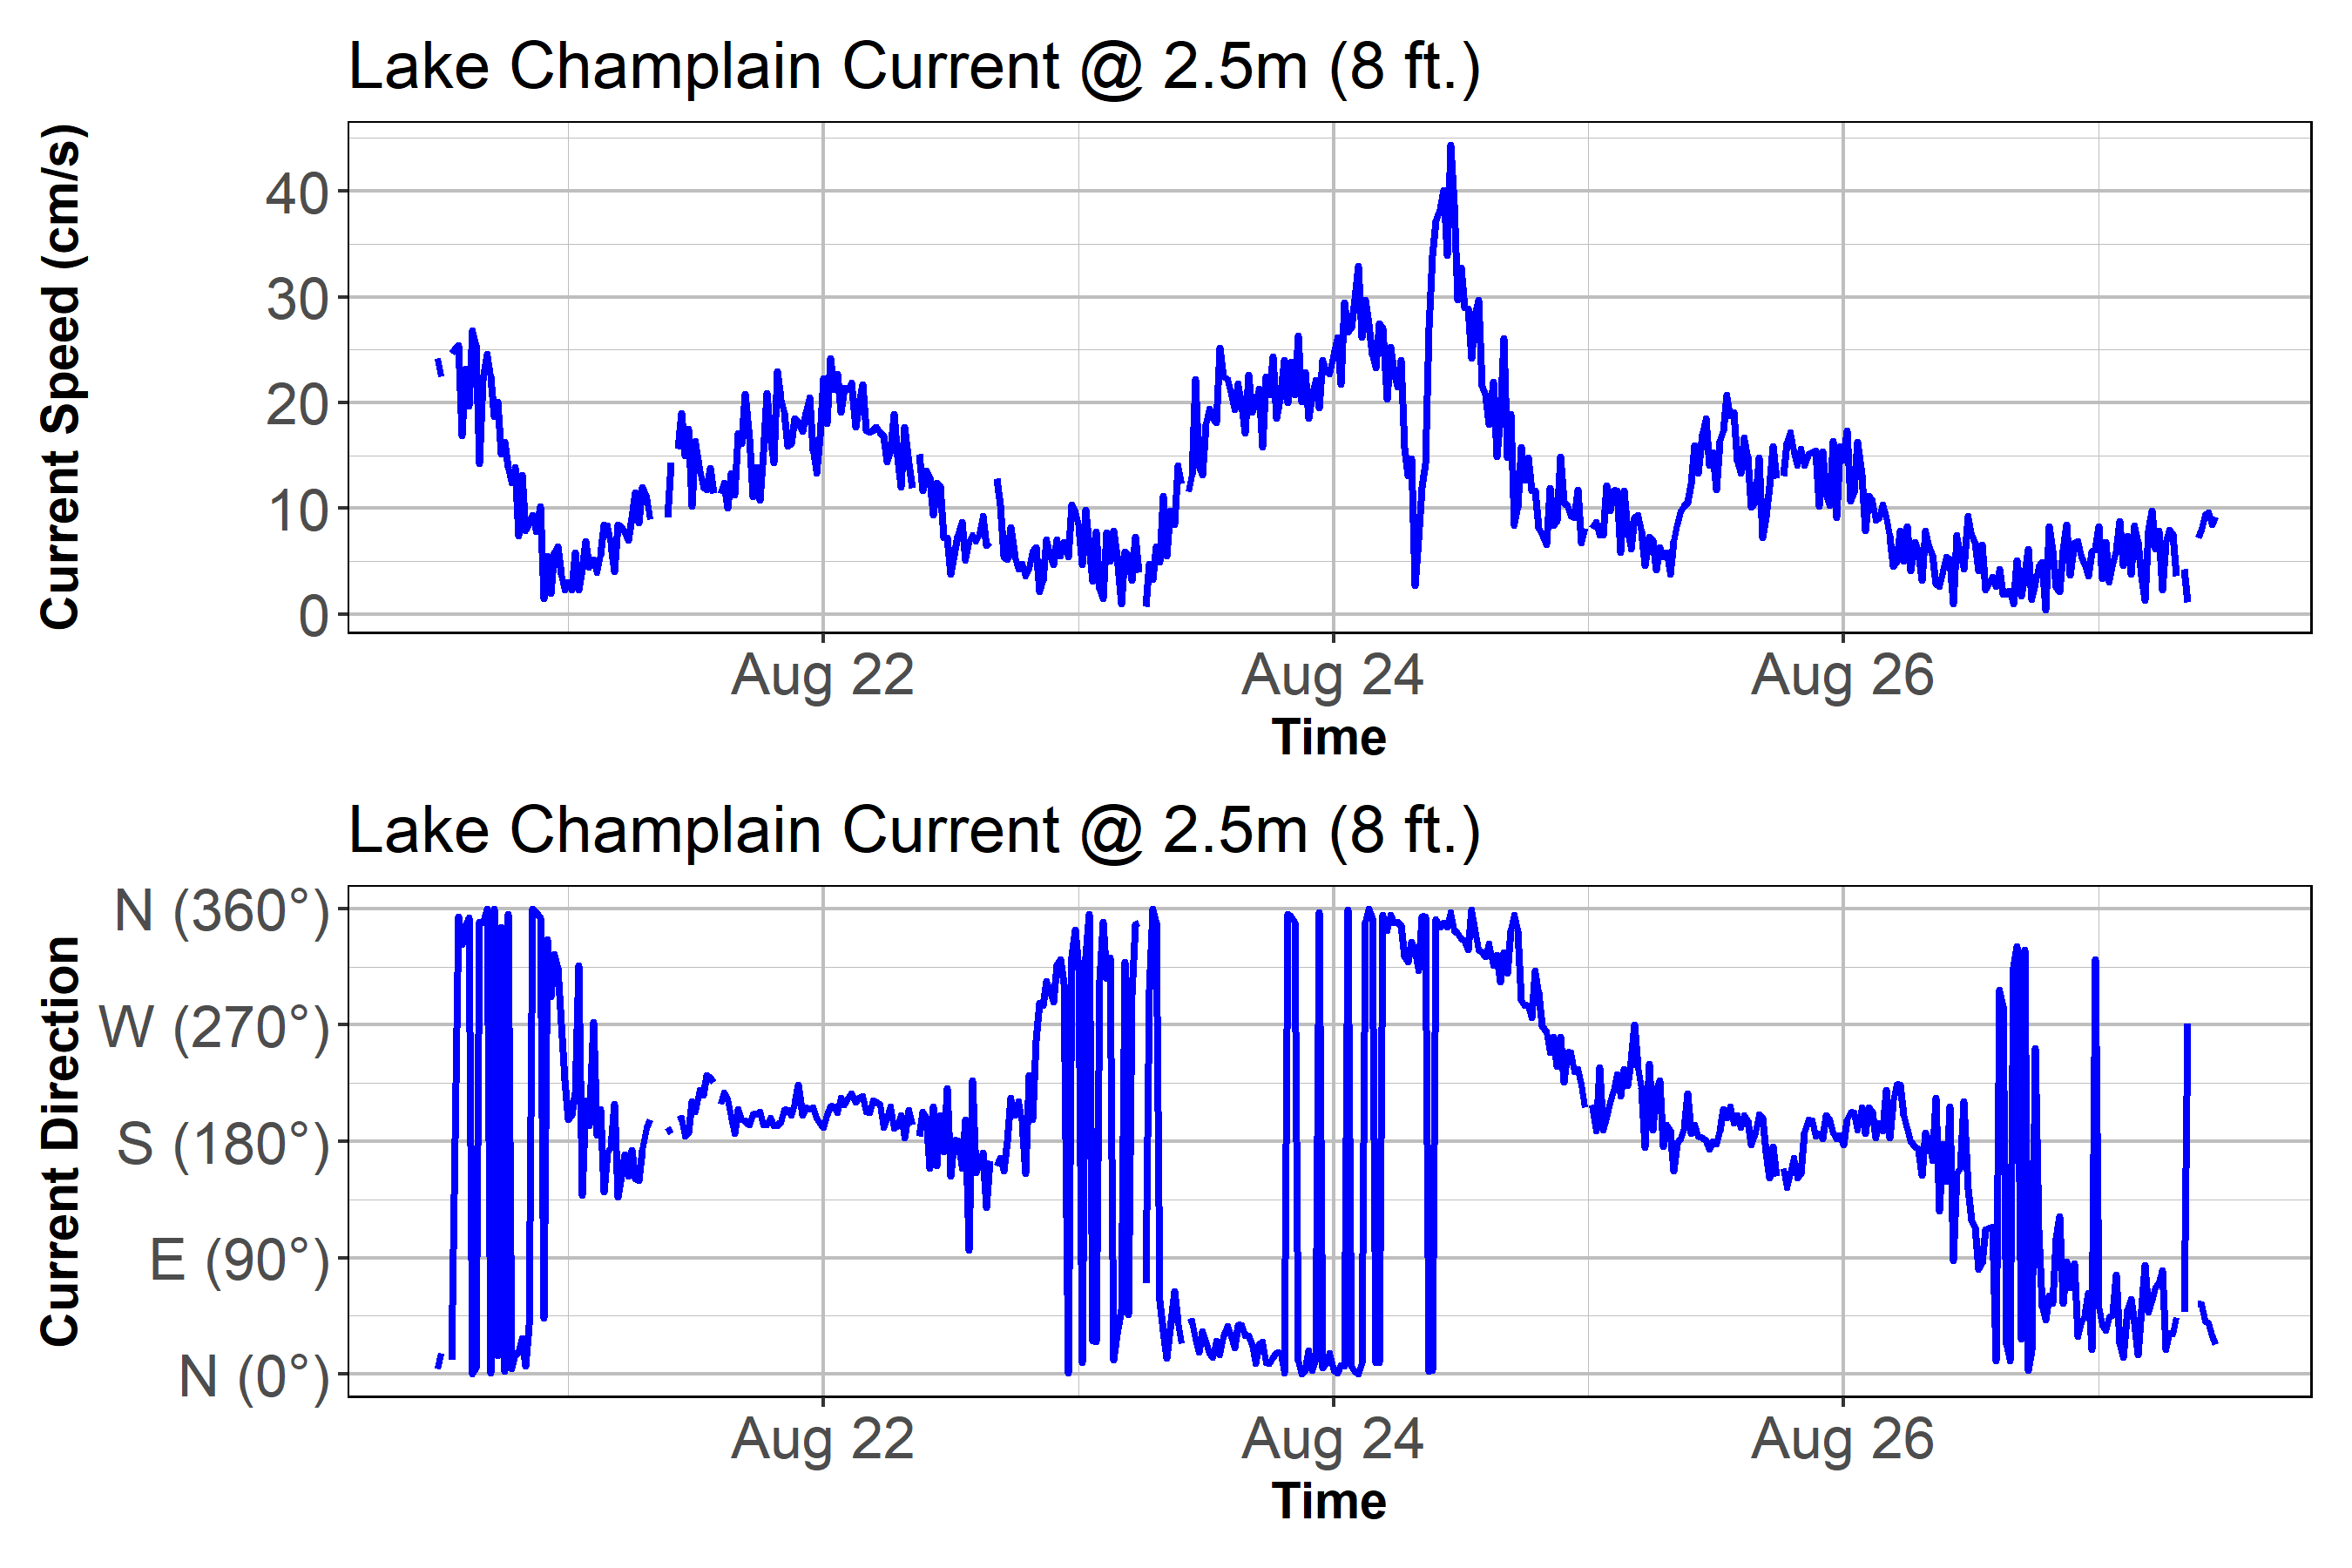 Lake Champlain Current @ 2.5m (8 ft.)
Current Speed (cm/s)
40
30
20
10
0
Aug 22 Aug 24 Aug 26
Time
Lake Champlain Current @ 2.5m (8 ft.)
Current Direction
N (360°)
W (270°)
S (180°)
E (90°)
N (0°)
Aug 22 Aug 24 Aug 26
Time